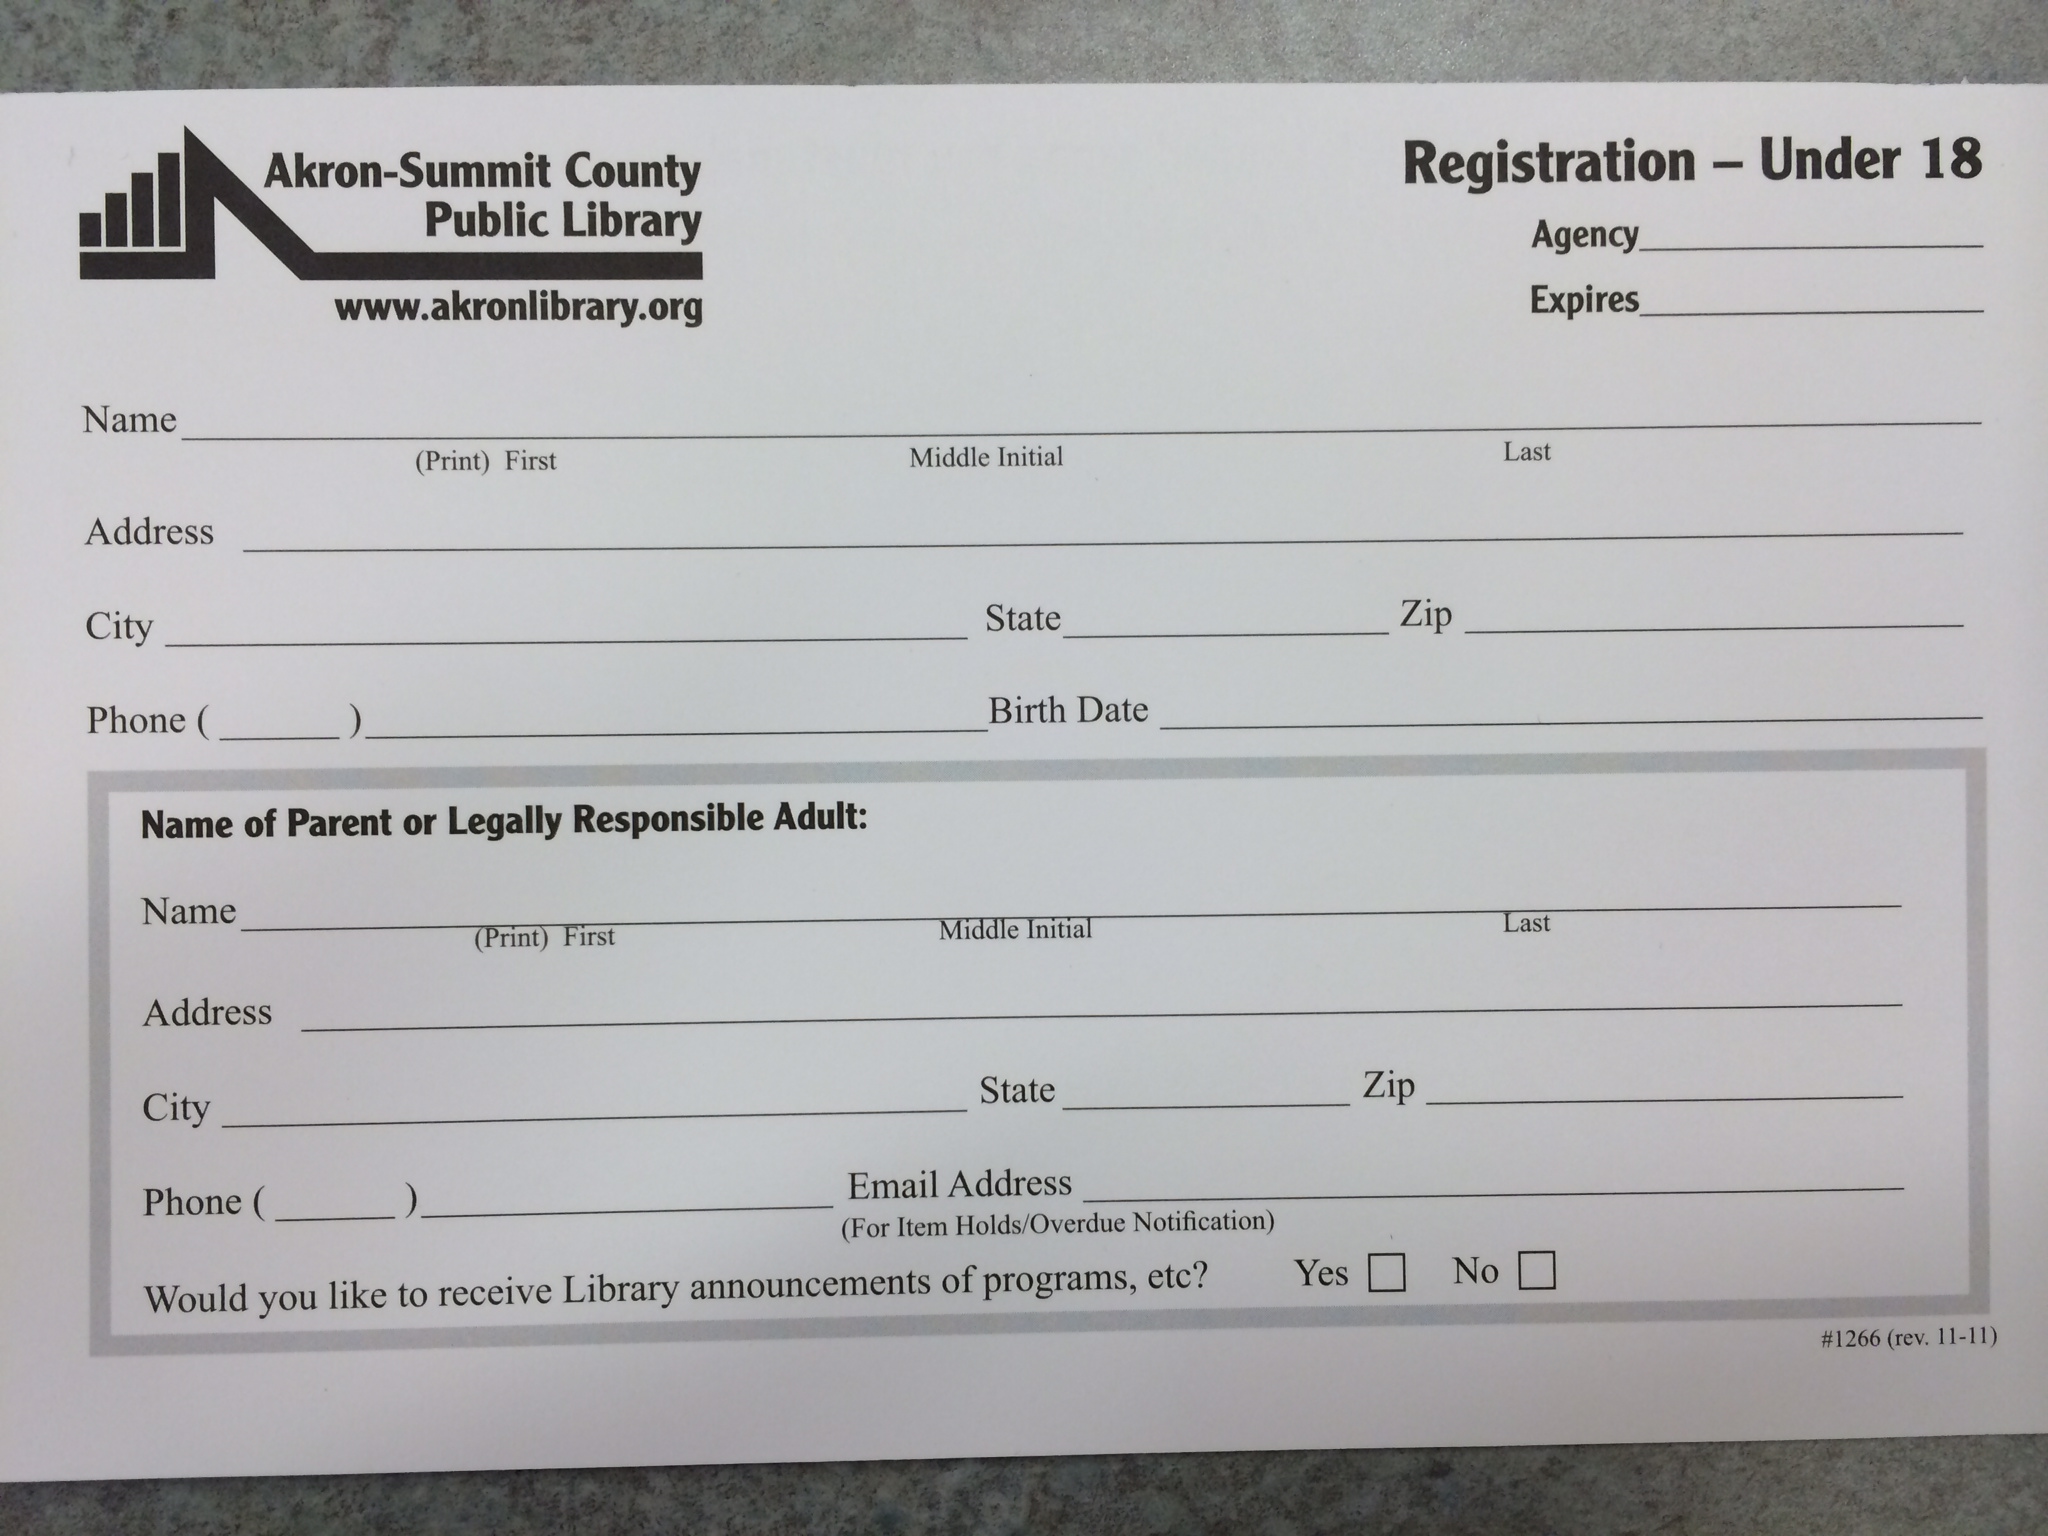 Akron-Summit County
Public Library
www.akronlibrary.org
Registration – Under 18
Agency
Expires
Name
(Print) First Middle Initial Last
Address
City State Zip
Phone ( ) Birth Date
Name of Parent or Legally Responsible Adult:
Name
(Print) First Middle Initial Last
Address
City State Zip
Phone ( ) Email Address
(For Item Holds/Overdue Notification)
Would you like to receive Library announcements of programs, etc? Yes No
#1266 (rev. 11-11)